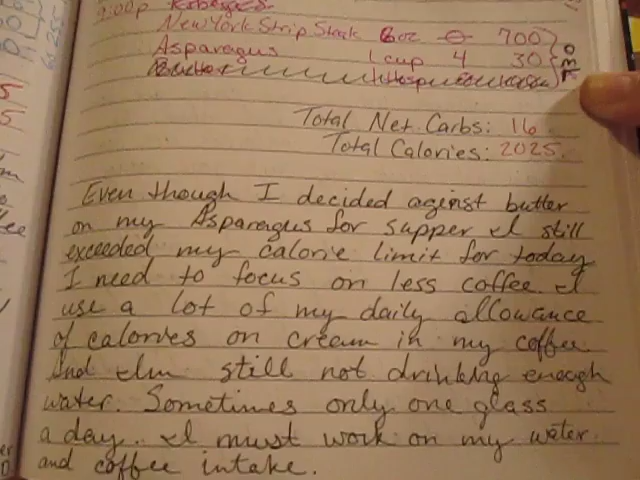 9:00p
New York Strip Steak 6oz 0 700
Asparagus 1 cup 4 30
OME
Total Net Carbs: 16
Total Calories: 2025.
Even though I decided against butter
on my Asparagus for supper I still
exceeded my calorie limit for today
I need to focus on less coffee. I
use a lot of my daily allowance
of calories on cream in my coffee.
And I'm still not drinking enough
water. Sometimes only one glass
a day. I must work on my water
and coffee intake.